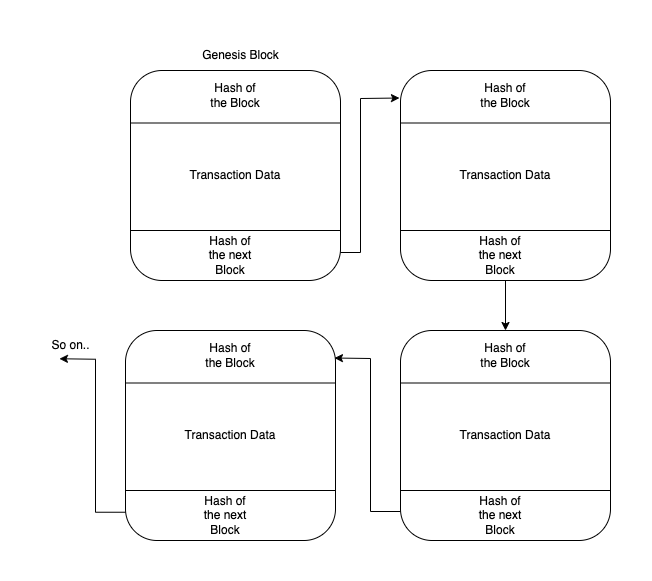 Genesis Block
Hash of
the Block
Transaction Data
Hash of
the next
Block
Hash of
the Block
Transaction Data
Hash of
the next
Block
Hash of
the Block
Transaction Data
Hash of
the next
Block
Hash of
the Block
Transaction Data
Hash of
the next
Block
So on..